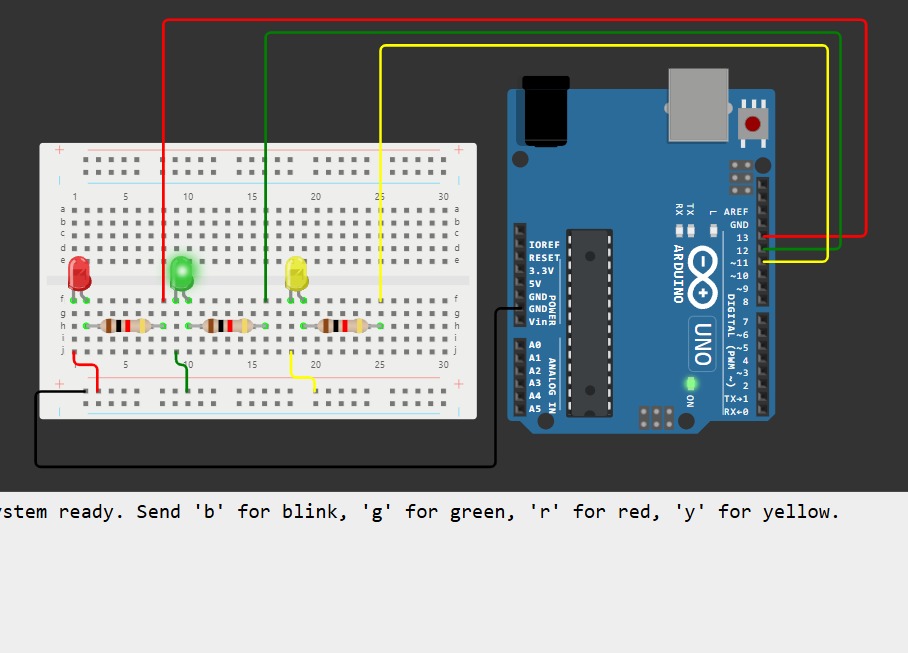 1 5 10 15 20 25 30
a a
b b
c c
d d
e e
f f
g g
h h
i i
j j
5 10 15 20 25 30
RX TX L
AREF
GND
13
12
~11
~10
~9
8
7
~6
~5
4
~3
2
TX→1
RX←0
DIGITAL (PWM ~)
IOREF
RESET
3.3V
5V
GND
GND
Vin
POWER
A0
A1
A2
A3
A4
A5
ANALOG IN
ARDUINO
UNO
ON
ystem ready. Send 'b' for blink, 'g' for green, 'r' for red, 'y' for yellow.